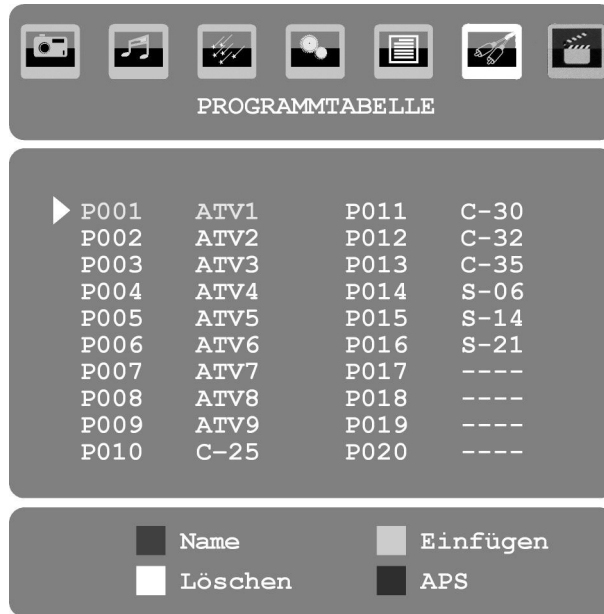 PROGRAMMTABELLE
P001 ATV1 P011 C-30
P002 ATV2 P012 C-32
P003 ATV3 P013 C-35
P004 ATV4 P014 S-06
P005 ATV5 P015 S-14
P006 ATV6 P016 S-21
P007 ATV7 P017 ----
P008 ATV8 P018 ----
P009 ATV9 P019 ----
P010 C-25 P020 ----
Name Einfügen
Löschen APS